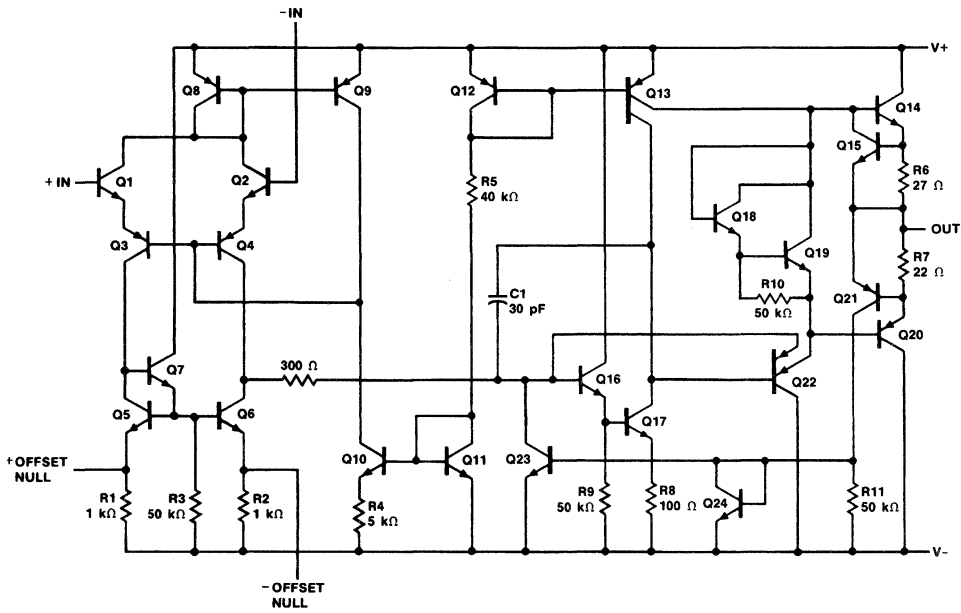 −IN
V+
Q8
Q9
Q12
Q13
Q14
Q15
+IN
Q1
Q2
R5
40 kΩ
R6
27 Ω
Q18
OUT
Q3
Q4
Q19
R7
22 Ω
C1
30 pF
R10
50 kΩ
Q21
Q20
300 Ω
Q7
Q16
Q22
Q5
Q6
Q17
+OFFSET
NULL
Q10
Q11
Q23
R1
1 kΩ
R3
50 kΩ
R2
1 kΩ
R4
5 kΩ
R9
50 kΩ
R8
100 Ω
Q24
R11
50 kΩ
V−
−OFFSET
NULL